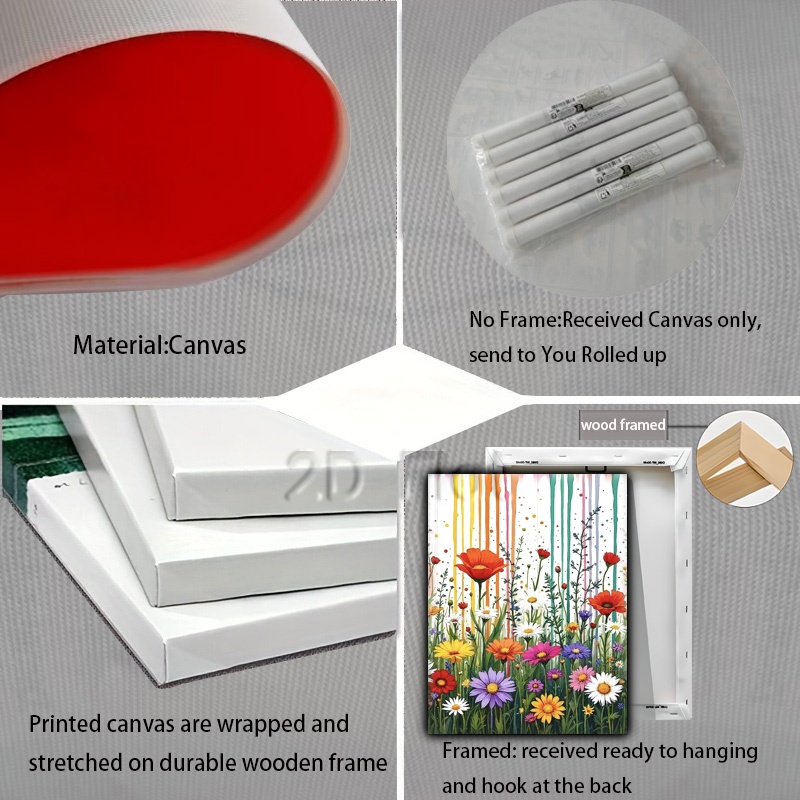 Material:Canvas
No Frame:Received Canvas only,
send to You Rolled up
2D
wood framed
Printed canvas are wrapped and
stretched on durable wooden frame
Framed: received ready to hanging
and hook at the back